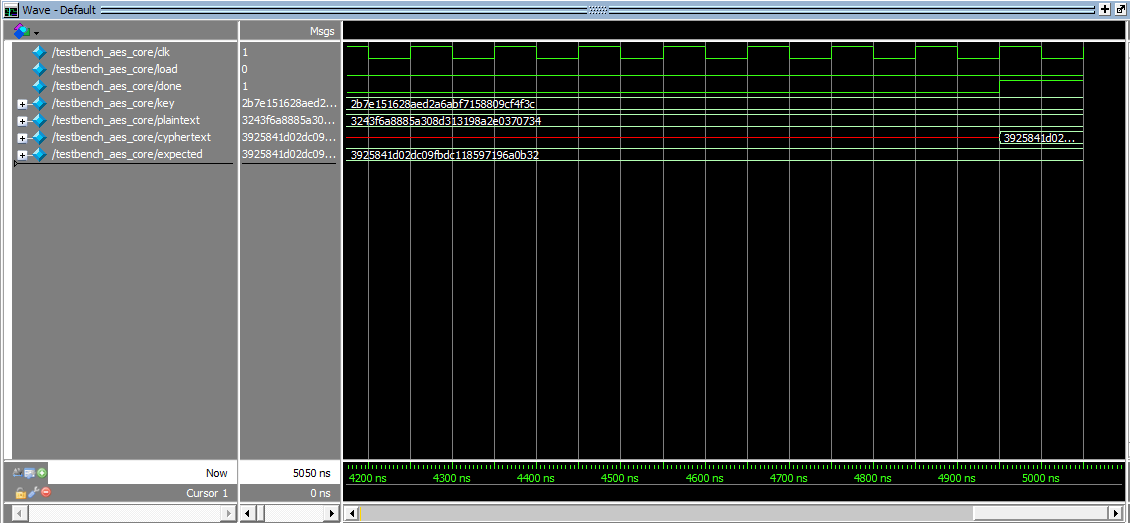 Wave - Default
Msgs
/testbench_aes_core/clk 1
/testbench_aes_core/load 0
/testbench_aes_core/done 1
/testbench_aes_core/key 2b7e151628aed2... 2b7e151628aed2a6abf7158809cf4f3c
/testbench_aes_core/plaintext 3243f6a8885a30... 3243f6a8885a308d313198a2e0370734
/testbench_aes_core/cyphertext 3925841d02dc09... 3925841d02...
/testbench_aes_core/expected 3925841d02dc09... 3925841d02dc09fbdc118597196a0b32
Now 5050 ns 4200 ns 4300 ns 4400 ns 4500 ns 4600 ns 4700 ns 4800 ns 4900 ns 5000 ns
Cursor 1 0 ns